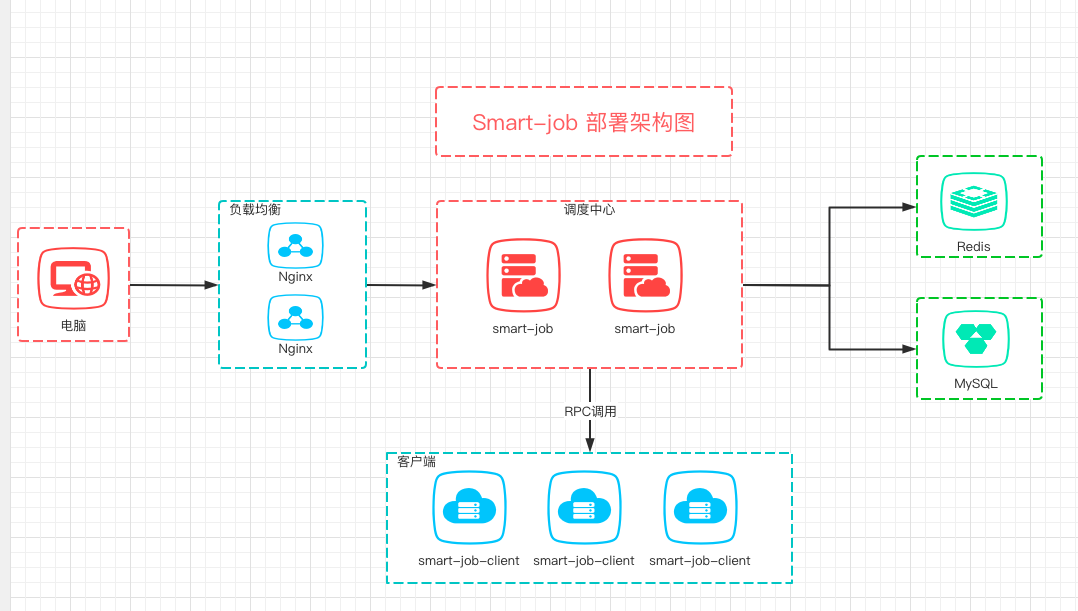 Smart-job 部署架构图
电脑
负载均衡
Nginx
Nginx
调度中心
smart-job
smart-job
Redis
MySQL
RPC调用
客户端
smart-job-client
smart-job-client
smart-job-client